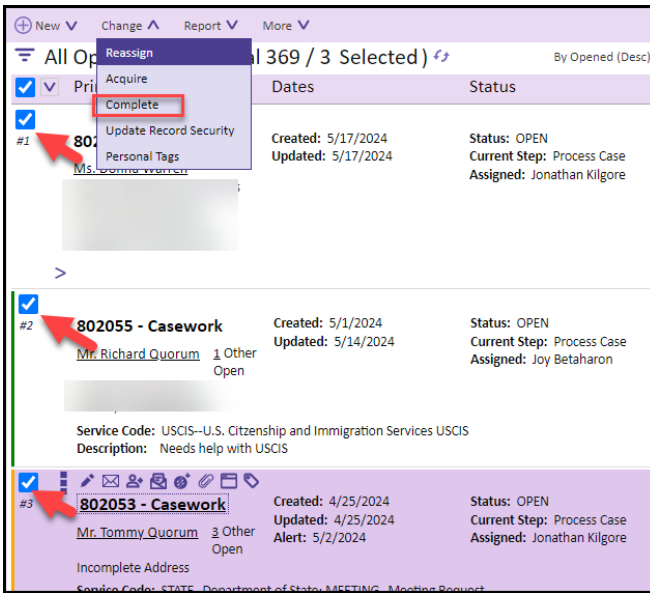 New Change Report More
All Op l 369 / 3 Selected) By Opened (Desc)
Reassign
Acquire
Complete
Update Record Security
Personal Tags
Pri Dates Status
#1
802
Created: 5/17/2024 Status: OPEN
Updated: 5/17/2024 Current Step: Process Case
Ms. Donna Warren Assigned: Jonathan Kilgore
#2
802055 - Casework Created: 5/1/2024 Status: OPEN
Updated: 5/14/2024 Current Step: Process Case
Mr. Richard Quorum 1 Other Assigned: Joy Betaharon
Open
Service Code: USCIS--U.S. Citzenship and Immigration Services USCIS
Description: Needs help with USCIS
#3
802053 - Casework Created: 4/25/2024 Status: OPEN
Updated: 4/25/2024 Current Step: Process Case
Mr. Tommy Quorum 3 Other Alert: 5/2/2024 Assigned: Jonathan Kilgore
Open
Incomplete Address
Service Code: STATE--Department of State; MEETING--Meeting Request